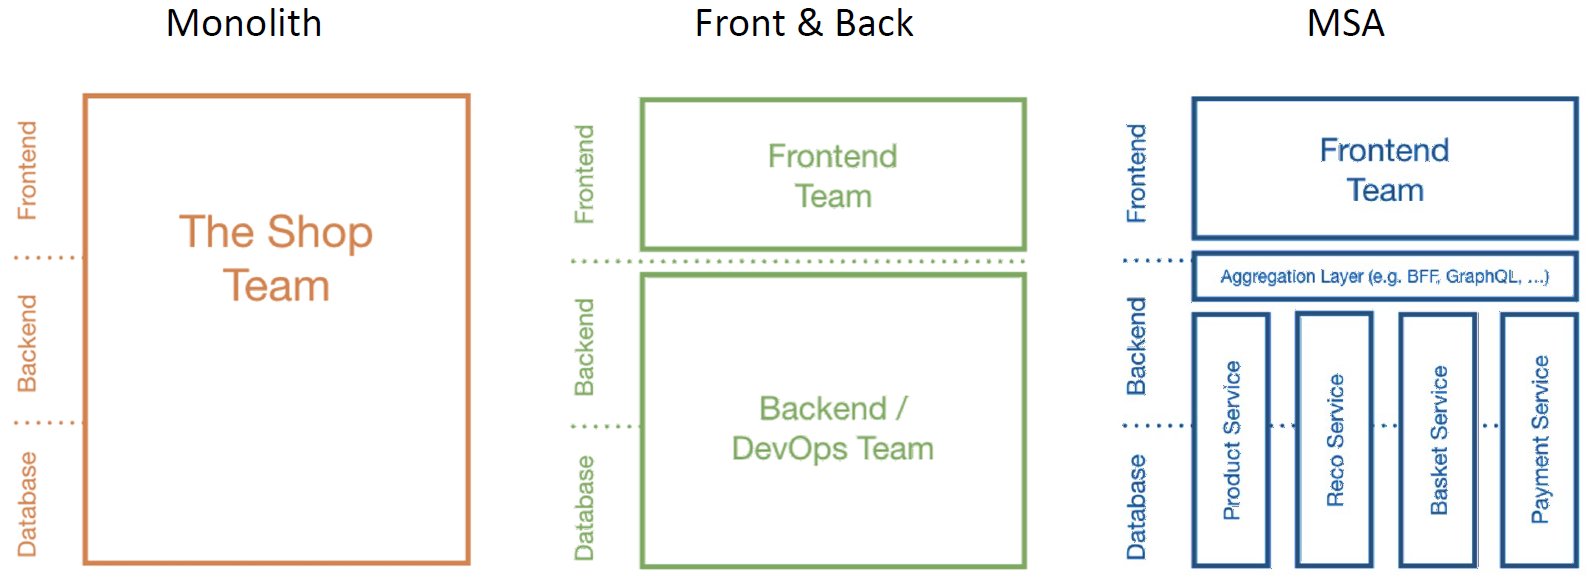 Monolith
Frontend
Backend
Database
The Shop
Team
Front & Back
Frontend
Backend
Database
Frontend
Team
Backend /
DevOps Team
MSA
Frontend
Backend
Database
Frontend
Team
Aggregation Layer (e.g. BFF, GraphQL, ...)
Product Service
Reco Service
Basket Service
Payment Service